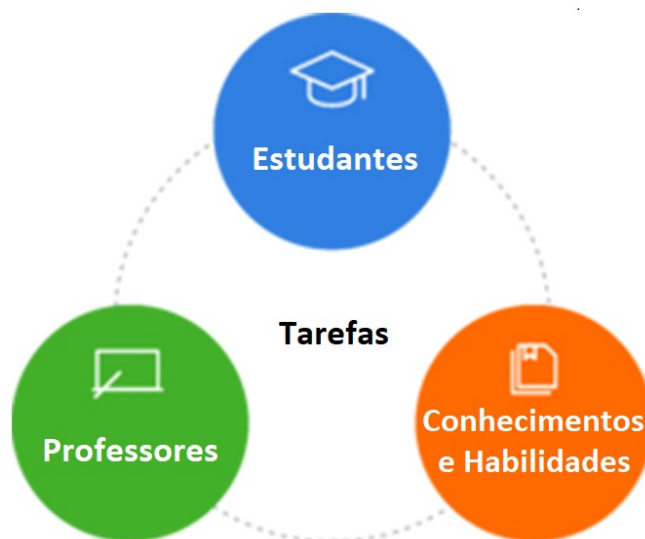 Estudantes
Tarefas
Professores
Conhecimentos
e Habilidades